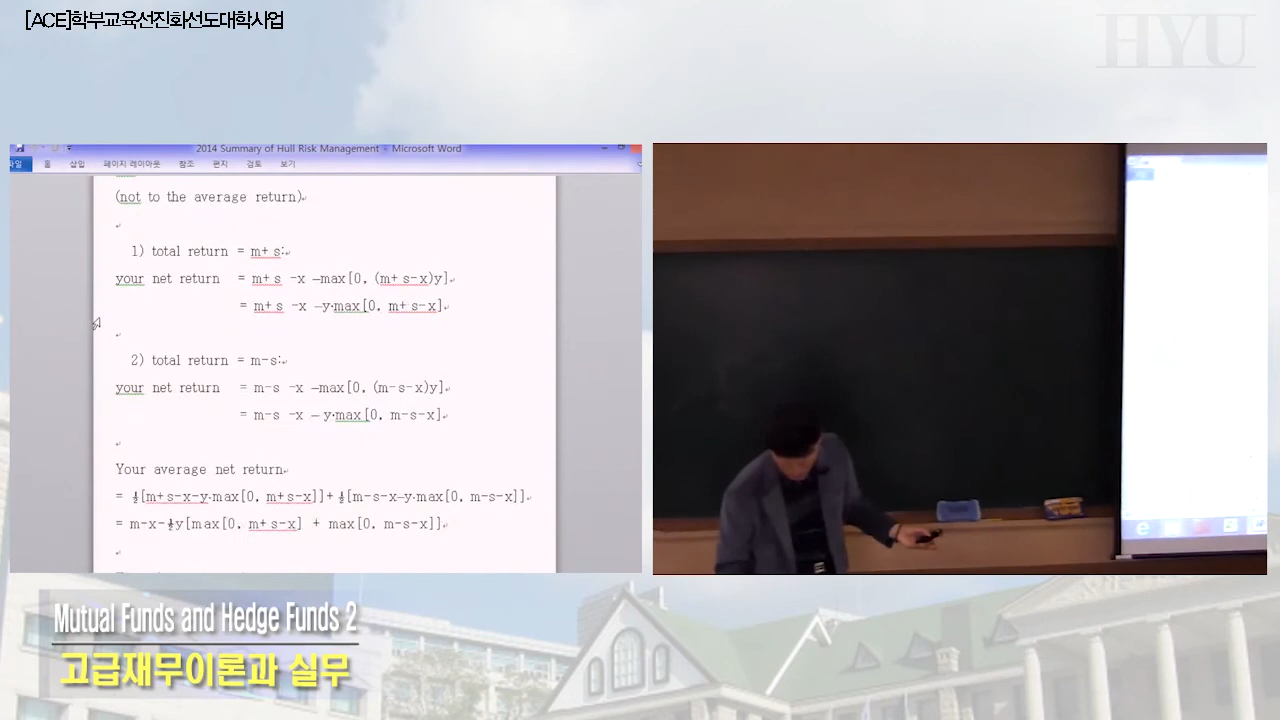 [ACE]학부교육선진화선도대학사업
HYU
2014 Summary of Hull Risk Management - Microsoft Word
파일 홈 삽입 페이지 레이아웃 참조 편지 검토 보기
(not to the average return).
1) total return = m+s:
your net return = m+s -x -max[0, (m+s-x)y]
= m+s -x -y·max[0, m+s-x]
2) total return = m-s:
your net return = m-s -x -max[0, (m-s-x)y]
= m-s -x - y·max[0, m-s-x]
Your average net return
= ½[m+s-x-y·max[0, m+s-x]]+ ½[m-s-x-y·max[0, m-s-x]]
= m-x-½y[max[0, m+s-x] + max[0, m-s-x]]
Mutual Funds and Hedge Funds 2
고급재무이론과 실무